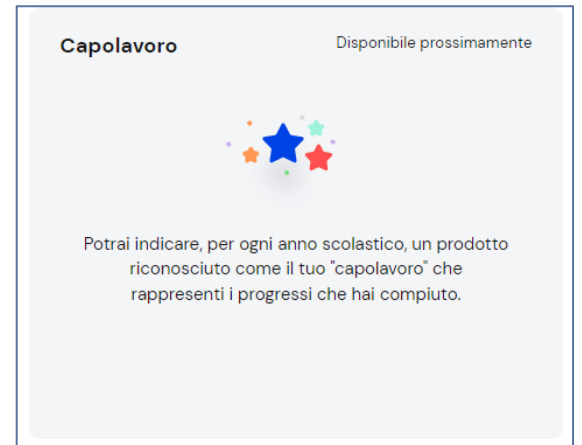 Capolavoro
Disponibile prossimamente
Potrai indicare, per ogni anno scolastico, un prodotto
riconosciuto come il tuo "capolavoro" che
rappresenti i progressi che hai compiuto.